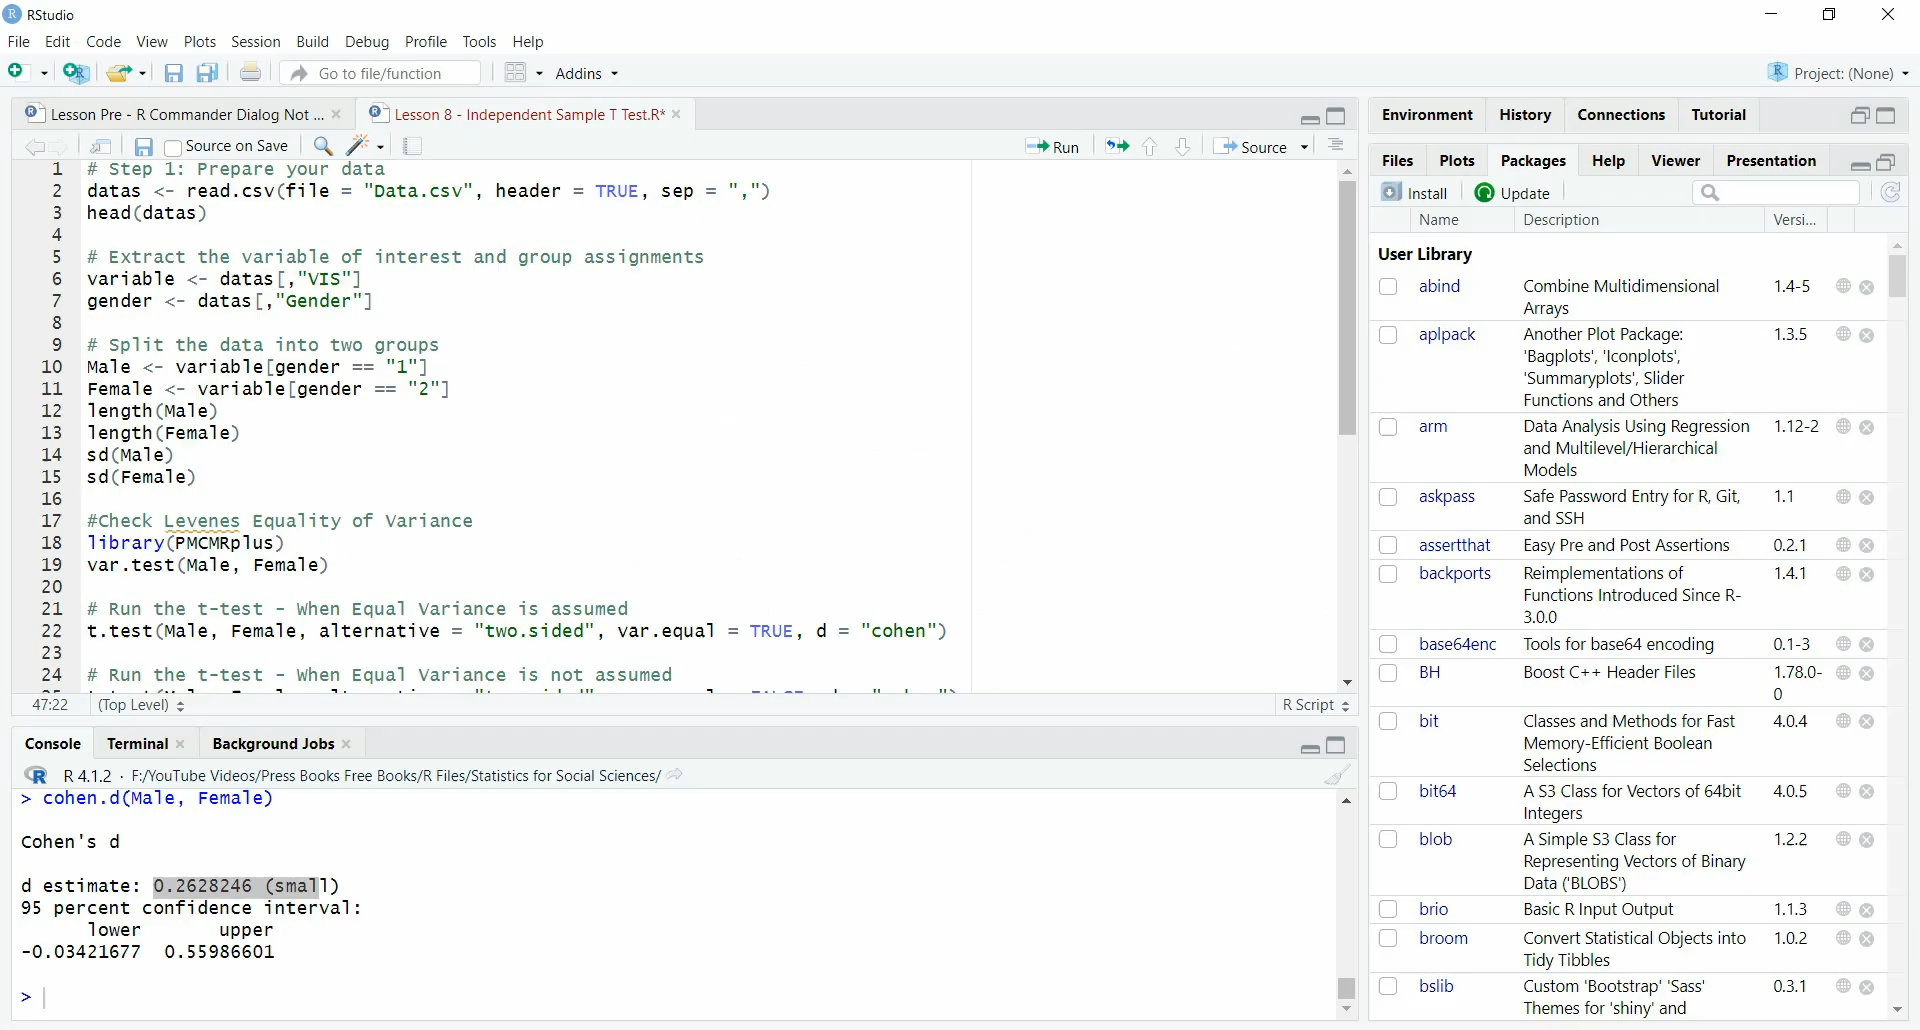 RStudio
File Edit Code View Plots Session Build Debug Profile Tools Help
Go to file/function Addins Project: (None)
Lesson Pre - R Commander Dialog Not ... Lesson 8 - Independent Sample T Test.R*
Source on Save Run Source
1 # Step 1: Prepare your data
2 datas <- read.csv(file = "Data.csv", header = TRUE, sep = ",")
3 head(datas)
4
5 # Extract the variable of interest and group assignments
6 variable <- datas[,"VIS"]
7 gender <- datas[,"Gender"]
8
9 # Split the data into two groups
10 Male <- variable[gender == "1"]
11 Female <- variable[gender == "2"]
12 length(Male)
13 length(Female)
14 sd(Male)
15 sd(Female)
16
17 #Check Levenes Equality of Variance
18 library(PMCMRplus)
19 var.test(Male, Female)
20
21 # Run the t-test - When Equal Variance is assumed
22 t.test(Male, Female, alternative = "two.sided", var.equal = TRUE, d = "cohen")
23
24 # Run the t-test - When Equal Variance is not assumed
47:22 (Top Level) R Script
Console Terminal Background Jobs
R 4.1.2 · F:/YouTube Videos/Press Books Free Books/R Files/Statistics for Social Sciences/
> cohen.d(Male, Female)
Cohen's d
d estimate: 0.2628246 (small)
95 percent confidence interval:
lower upper
-0.03421677 0.55986601
>
Environment History Connections Tutorial
Files Plots Packages Help Viewer Presentation
Install Update
Name Description Versi...
User Library
abind Combine Multidimensional 1.4-5
Arrays
aplpack Another Plot Package: 1.3.5
'Bagplots', 'Iconplots',
'Summaryplots', Slider
Functions and Others
arm Data Analysis Using Regression 1.12-2
and Multilevel/Hierarchical
Models
askpass Safe Password Entry for R, Git, 1.1
and SSH
assertthat Easy Pre and Post Assertions 0.2.1
backports Reimplementations of 1.4.1
Functions Introduced Since R-
3.0.0
base64enc Tools for base64 encoding 0.1-3
BH Boost C++ Header Files 1.78.0-
0
bit Classes and Methods for Fast 4.0.4
Memory-Efficient Boolean
Selections
bit64 A S3 Class for Vectors of 64bit 4.0.5
Integers
blob A Simple S3 Class for 1.2.2
Representing Vectors of Binary
Data ('BLOBS')
brio Basic R Input Output 1.1.3
broom Convert Statistical Objects into 1.0.2
Tidy Tibbles
bslib Custom 'Bootstrap' 'Sass' 0.3.1
Themes for 'shiny' and